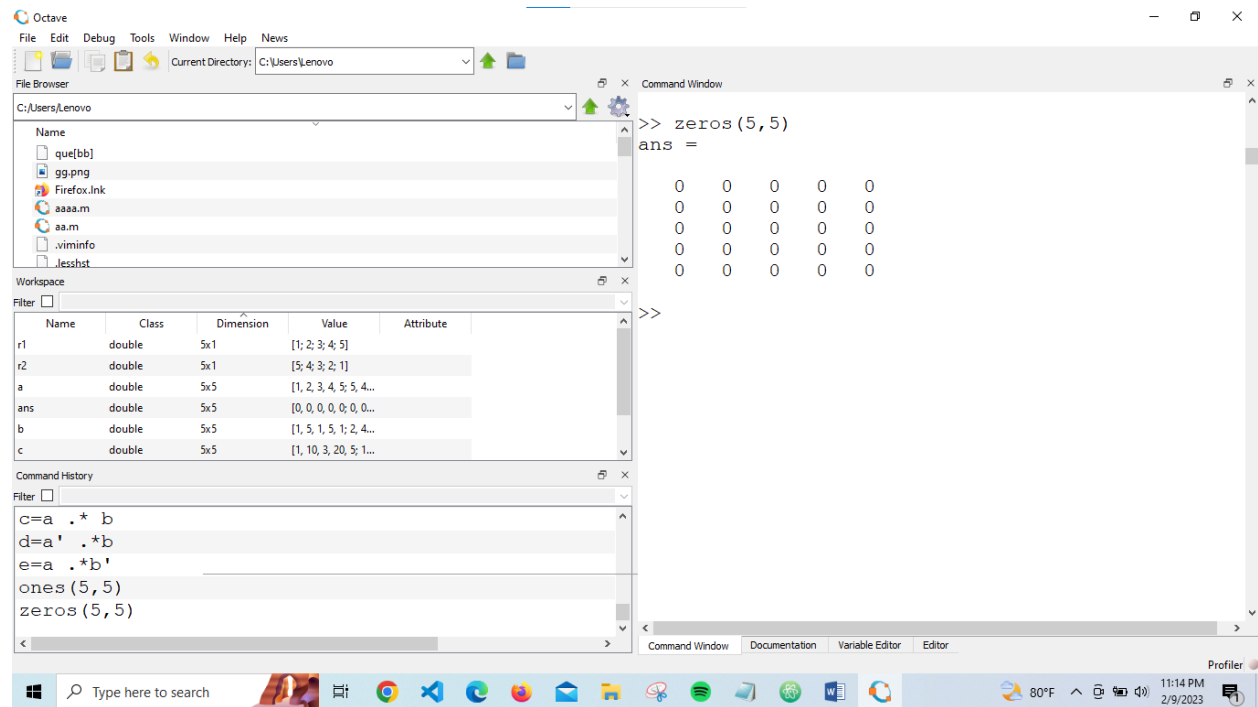 Octave
File Edit Debug Tools Window Help News
Current Directory: C:\Users\Lenovo
File Browser
C:/Users/Lenovo
Name
que[bb]
gg.png
Firefox.lnk
aaaa.m
aa.m
.viminfo
.lesshst
Workspace
Filter
Name Class Dimension Value Attribute
r1 double 5x1 [1; 2; 3; 4; 5]
r2 double 5x1 [5; 4; 3; 2; 1]
a double 5x5 [1, 2, 3, 4, 5; 5, 4...
ans double 5x5 [0, 0, 0, 0, 0; 0, 0...
b double 5x5 [1, 5, 1, 5, 1; 2, 4...
c double 5x5 [1, 10, 3, 20, 5; 1...
Command History
Filter
c=a .* b
d=a' .*b
e=a .*b'
ones(5,5)
zeros(5,5)
Command Window
>> zeros(5,5)
ans =
0 0 0 0 0
0 0 0 0 0
0 0 0 0 0
0 0 0 0 0
0 0 0 0 0
>>
Command Window Documentation Variable Editor Editor
Profiler
Type here to search
80°F
11:14 PM
2/9/2023
1